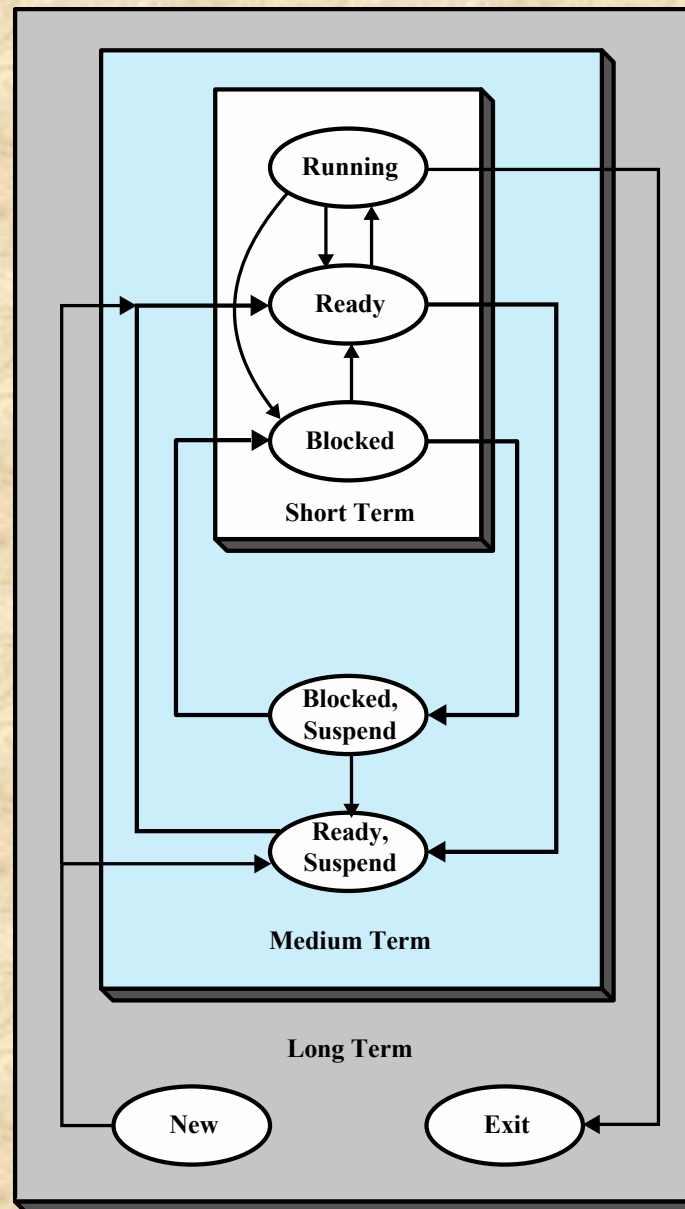 Running
Ready
Blocked
Short Term
Blocked,
Suspend
Ready,
Suspend
Medium Term
Long Term
New
Exit